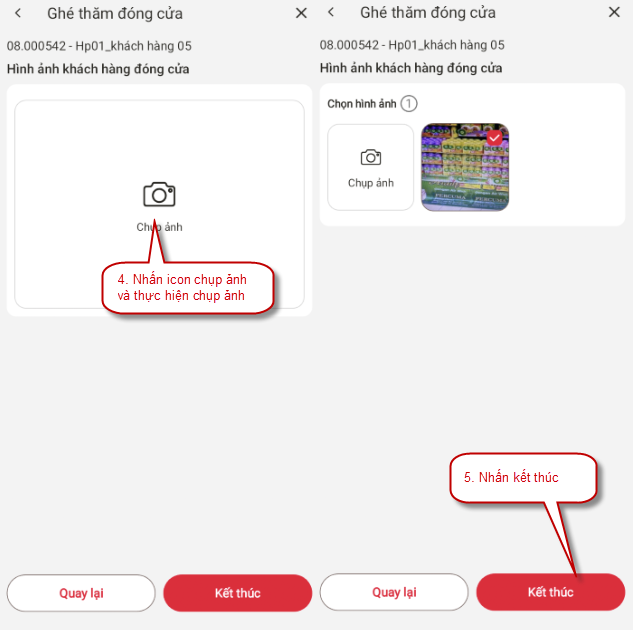 Ghé thăm đóng cửa
08.000542 - Hp01_khách hàng 05
Hình ảnh khách hàng đóng cửa
Chụp ảnh
4. Nhấn icon chụp ảnh
và thực hiện chụp ảnh
Quay lại
Kết thúc
Ghé thăm đóng cửa
08.000542 - Hp01_khách hàng 05
Hình ảnh khách hàng đóng cửa
Chọn hình ảnh 1
Chụp ảnh
PERCUMA
PERCUMA
5. Nhấn kết thúc
Quay lại
Kết thúc